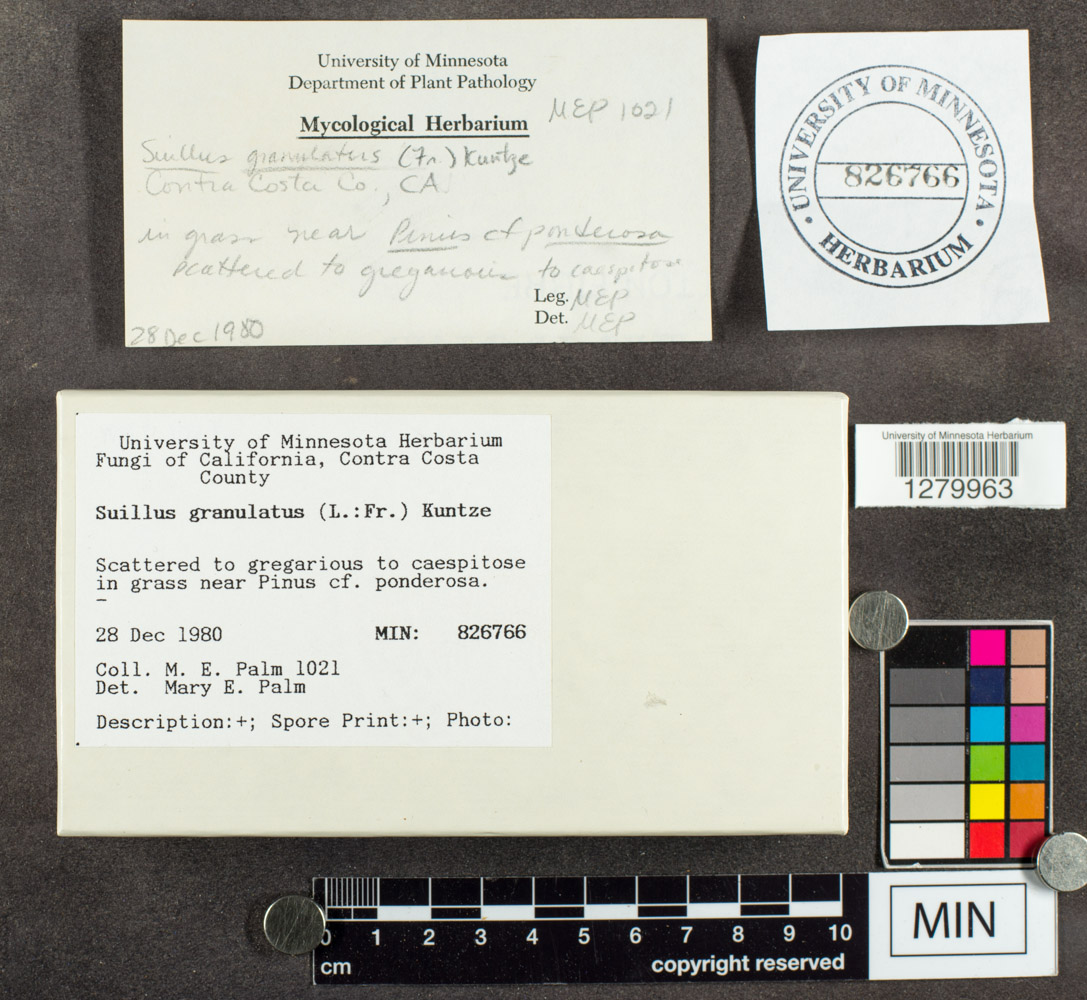 University of Minnesota
Department of Plant Pathology
Mycological Herbarium
MEP 1021
Suillus granulatus (Fr.) Kuntze
Contra Costa Co., CA
in grass near Pinus cf ponderosa
scattered to gregarious to caespitose
Leg. MEP
Det. MEP
28 Dec 1980
UNIVERSITY OF MINNESOTA
826766
HERBARIUM
University of Minnesota Herbarium
Fungi of California, Contra Costa
County
Suillus granulatus (L.:Fr.) Kuntze
Scattered to gregarious to caespitose
in grass near Pinus cf. ponderosa.
28 Dec 1980 MIN: 826766
Coll. M. E. Palm 1021
Det. Mary E. Palm
Description:+; Spore Print:+; Photo:
University of Minnesota Herbarium
1279963
0 1 2 3 4 5 6 7 8 9 10
cm copyright reserved
MIN